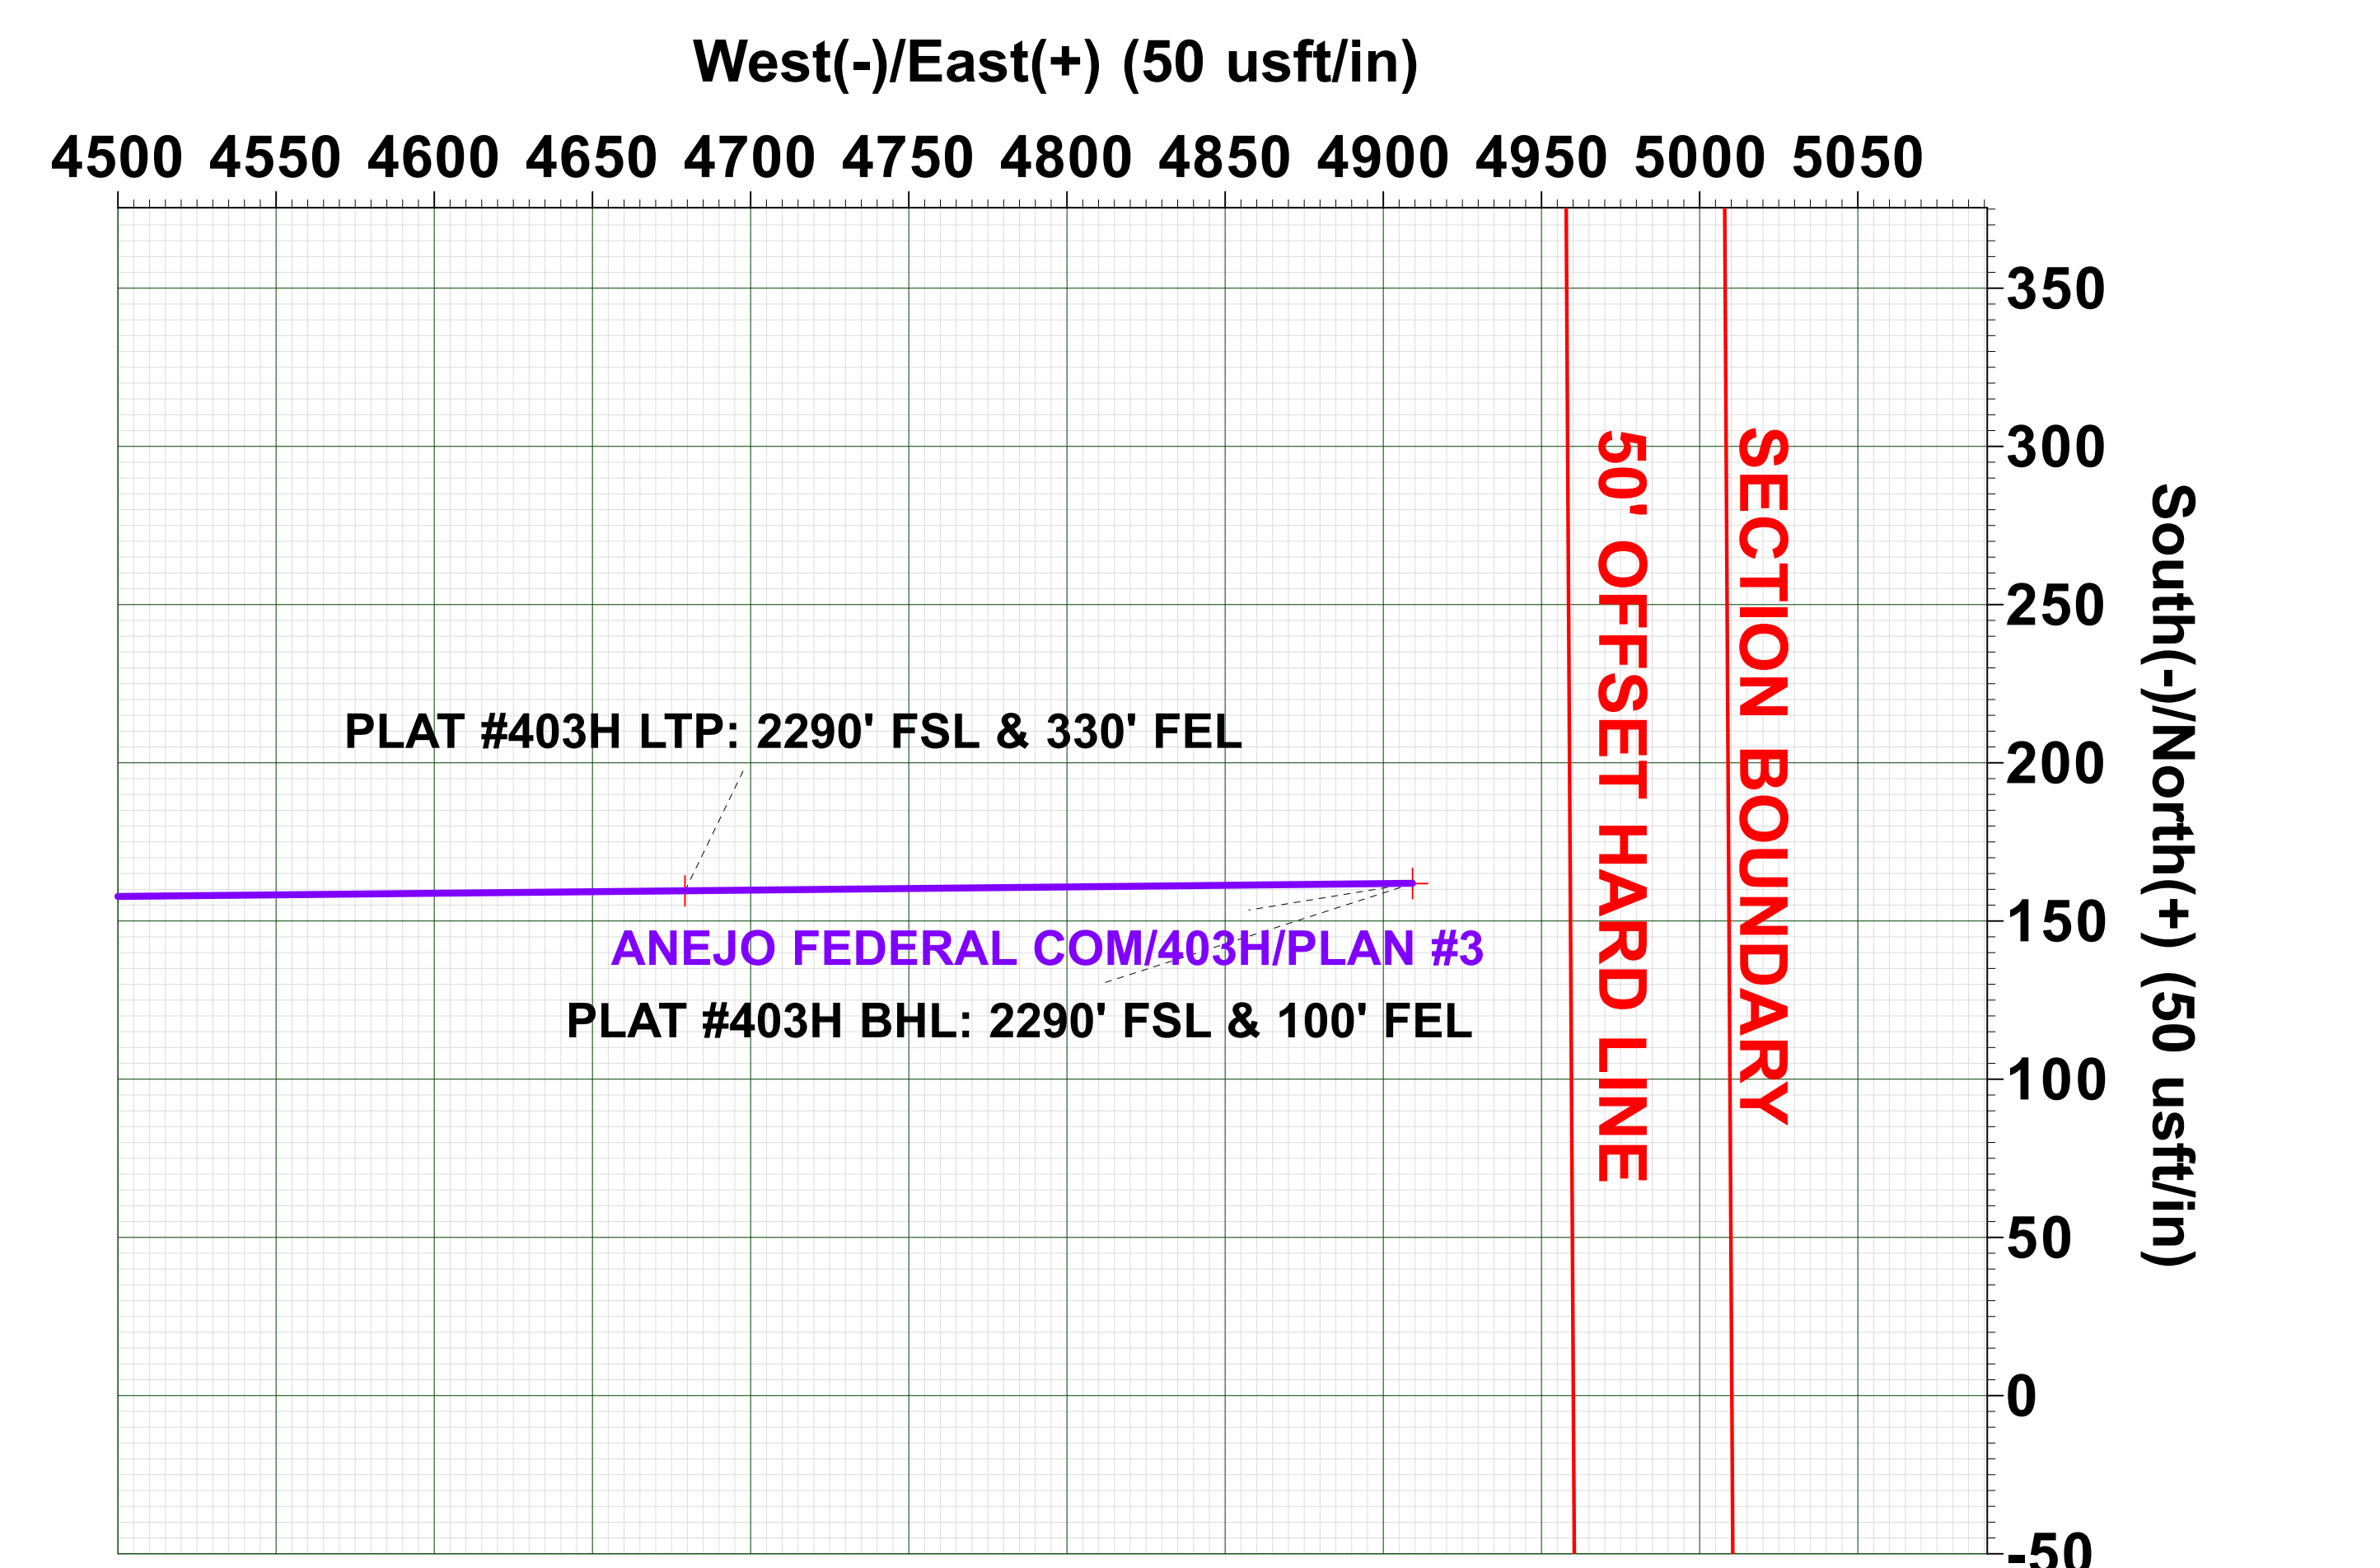 West(-)/East(+) (50 usft/in)
4500 4550 4600 4650 4700 4750 4800 4850 4900 4950 5000 5050
350
300
250
200
150
100
50
0
-50
South(-)/North(+) (50 usft/in)
50' OFFSET HARD LINE
SECTION BOUNDARY
PLAT #403H LTP: 2290' FSL & 330' FEL
ANEJO FEDERAL COM/403H/PLAN #3
PLAT #403H BHL: 2290' FSL & 100' FEL